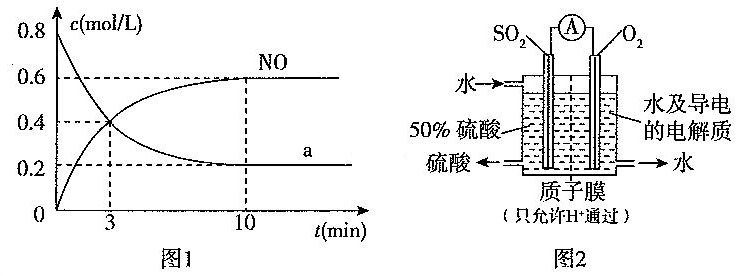 c(mol/L)
0.8
0.6
0.4
0.2
0
NO
a
3
10
t(min)
图1
A
SO₂
O₂
水
50% 硫酸
硫酸
水及导电
的电解质
水
质子膜
(只允许H⁺通过)
图2